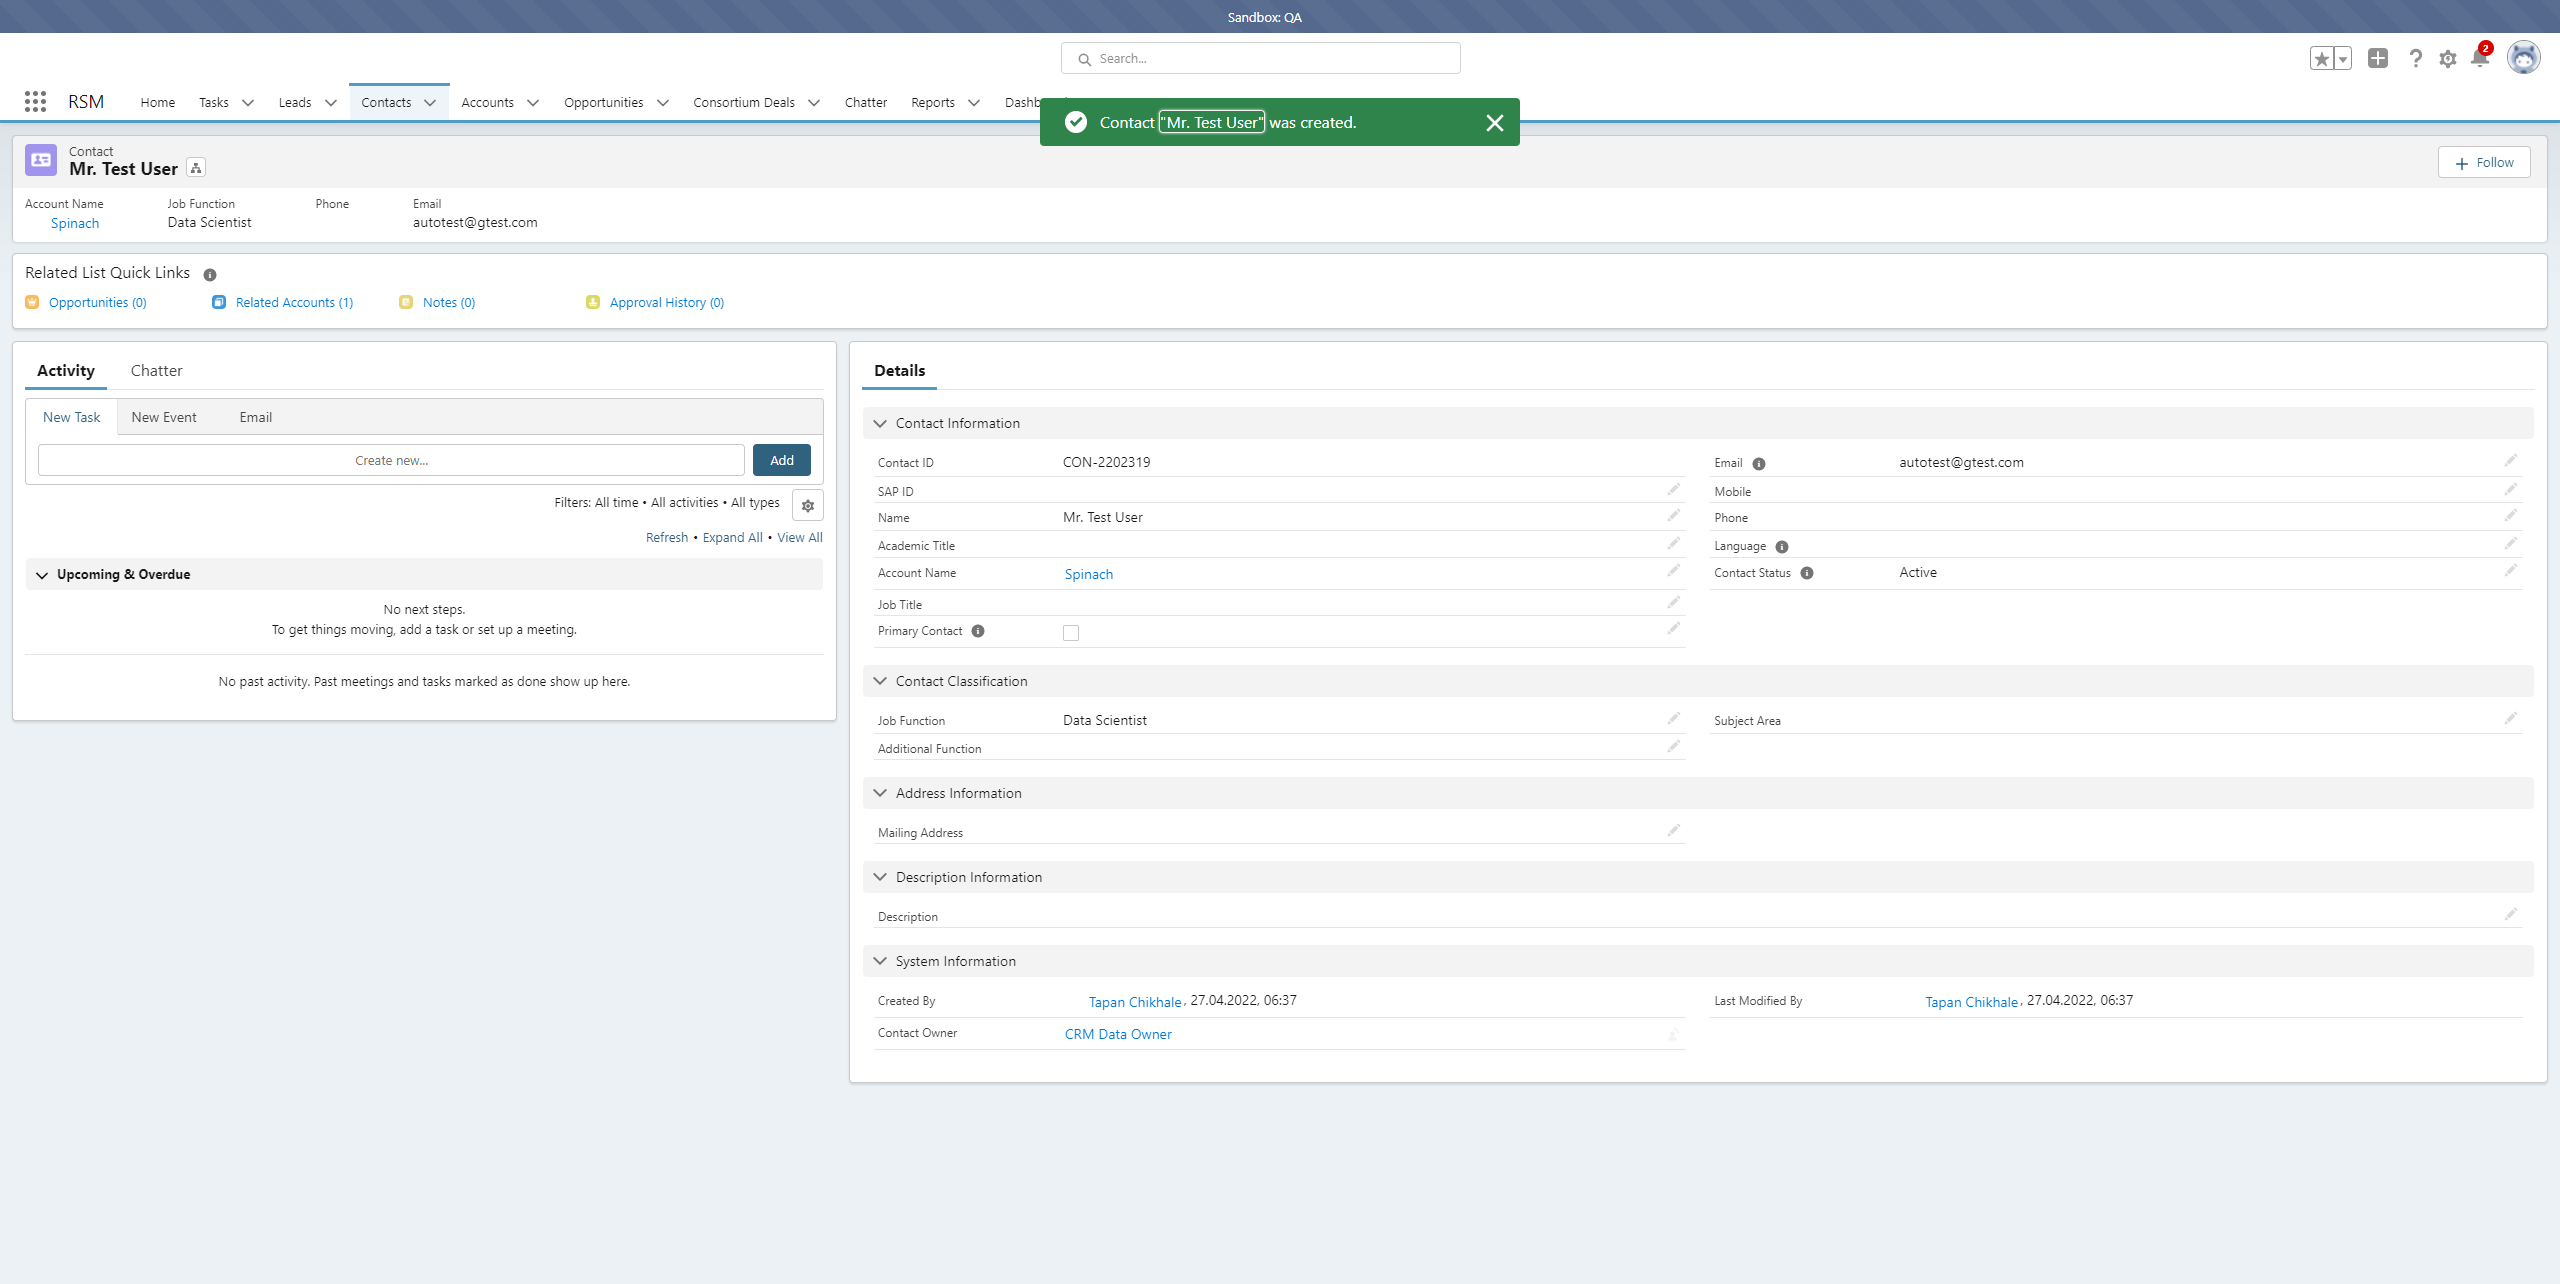 Sandbox: QA
Search...
2
RSM
Home
Tasks
Leads
Contacts
Accounts
Opportunities
Consortium Deals
Chatter
Reports
Contact "Mr. Test User" was created.
Contact
Mr. Test User
Follow
Account Name
Job Function
Phone
Email
Spinach
Data Scientist
autotest@gtest.com
Related List Quick Links
Opportunities (0)
Related Accounts (1)
Notes (0)
Approval History (0)
Activity
Chatter
New Task
New Event
Email
Create new...
Add
Filters: All time • All activities • All types
Refresh • Expand All • View All
Upcoming & Overdue
No next steps.
To get things moving, add a task or set up a meeting.
No past activity. Past meetings and tasks marked as done show up here.
Details
Contact Information
Contact ID
CON-2202319
Email
autotest@gtest.com
SAP ID
Mobile
Name
Mr. Test User
Phone
Academic Title
Language
Account Name
Spinach
Contact Status
Active
Job Title
Primary Contact
Contact Classification
Job Function
Data Scientist
Subject Area
Additional Function
Address Information
Mailing Address
Description Information
Description
System Information
Created By
Tapan Chikhale, 27.04.2022, 06:37
Last Modified By
Tapan Chikhale, 27.04.2022, 06:37
Contact Owner
CRM Data Owner